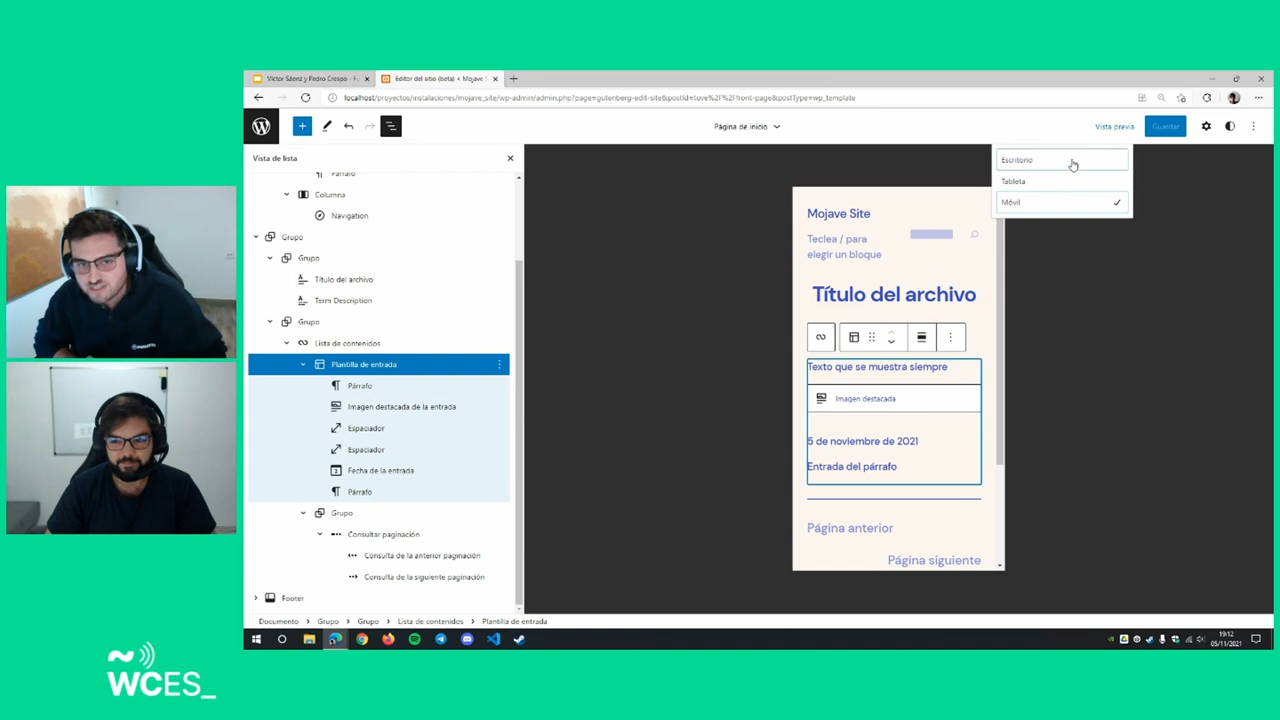 Víctor Sáenz y Pedro Crespo - F
Editor del sitio (beta) < Mojave S
localhost/proyectos/instalaciones/mojave_site/wp-admin/admin.php?page=gutenberg-edit-site&postId=tove%2F%2Ffront-page&postType=wp_template
Página de inicio
Vista previa
Guardar
Vista de lista
Escritorio
Tableta
Móvil
Párrafo
Columna
Navigation
Grupo
Grupo
Título del archivo
Term Description
Grupo
Lista de contenidos
Plantilla de entrada
Párrafo
Imagen destacada de la entrada
Espaciador
Espaciador
Fecha de la entrada
Párrafo
Grupo
Consultar paginación
Consulta de la anterior paginación
Consulta de la siguiente paginación
Footer
Mojave Site
Teclea / para
elegir un bloque
Título del archivo
Texto que se muestra siempre
Imagen destacada
5 de noviembre de 2021
Entrada del párrafo
Página anterior
Página siguiente
Documento > Grupo > Grupo > Lista de contenidos > Plantilla de entrada
19:12
05/11/2021
WCES_